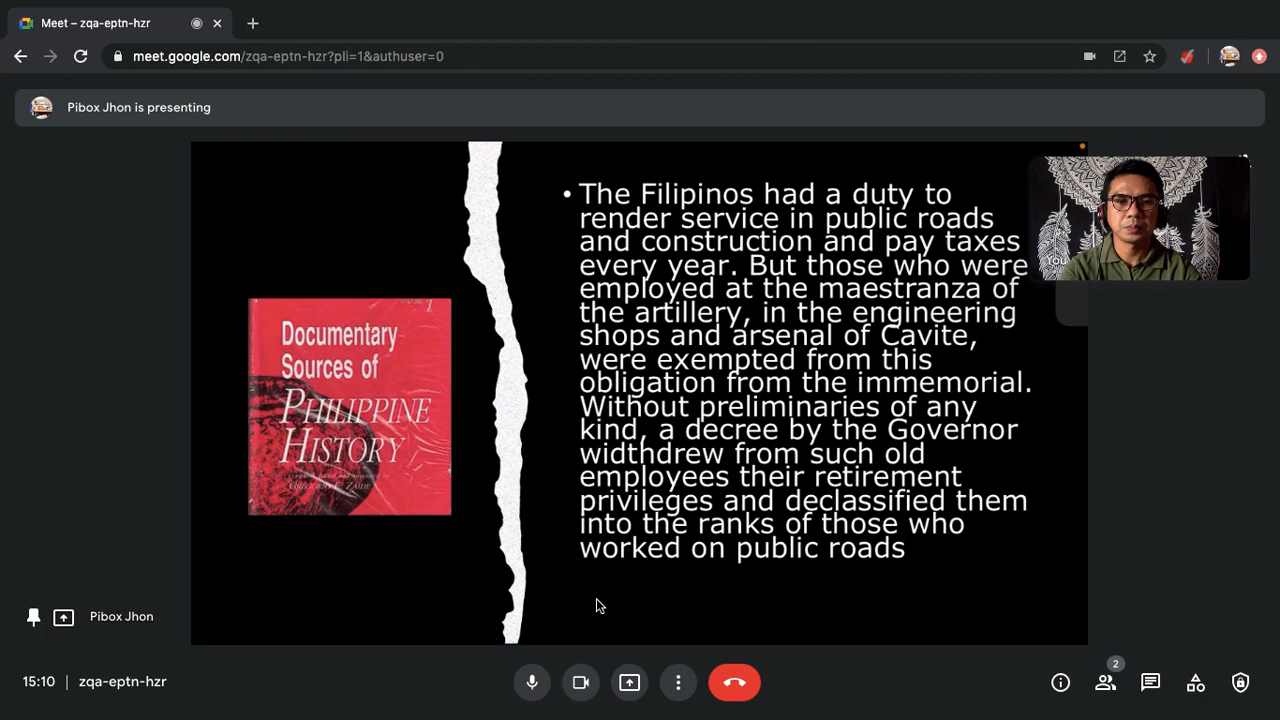 Meet – zqa-eptn-hzr
meet.google.com/zqa-eptn-hzr?pli=1&authuser=0
Pibox Jhon is presenting
• The Filipinos had a duty to
render service in public roads
and construction and pay taxes
every year. But those who were
employed at the maestranza of
the artillery, in the engineering
shops and arsenal of Cavite,
were exempted from this
obligation from the immemorial.
Without preliminaries of any
kind, a decree by the Governor
widthdrew from such old
employees their retirement
privileges and declassified them
into the ranks of those who
worked on public roads
You
Documentary
Sources of
PHILIPPINE
HISTORY
GREGORIO F. ZAIDE
Pibox Jhon
15:10 | zqa-eptn-hzr
2